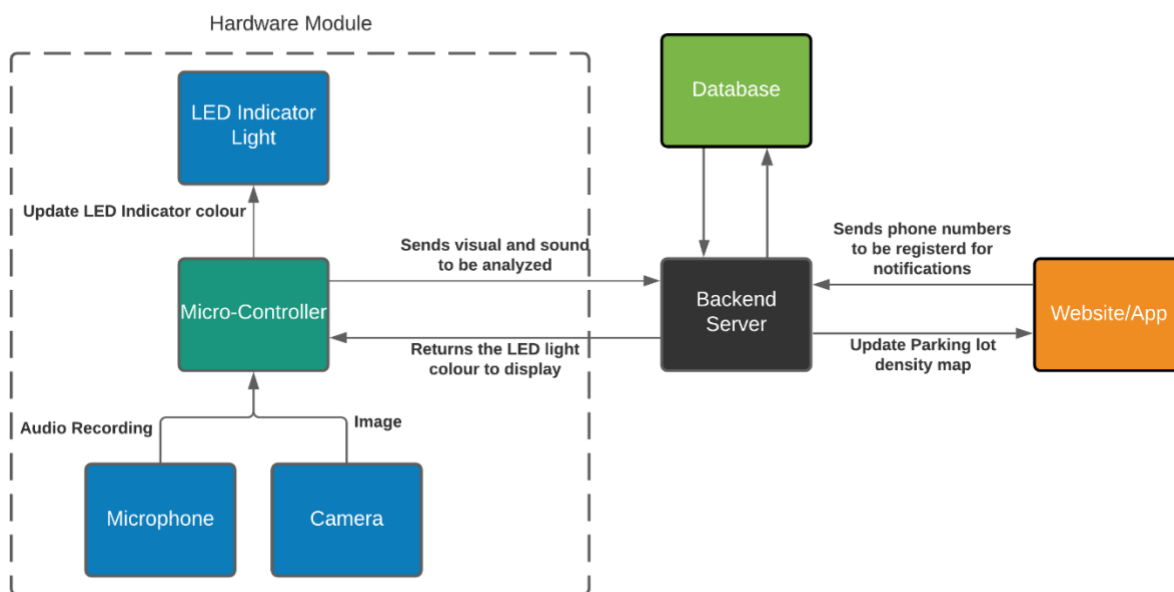 Hardware Module
LED Indicator
Light
Database
Update LED Indicator colour
Sends visual and sound
to be analyzed
Sends phone numbers
to be registerd for
notifications
Micro-Controller
Backend
Server
Website/App
Returns the LED light
colour to display
Update Parking lot
density map
Audio Recording
Image
Microphone
Camera